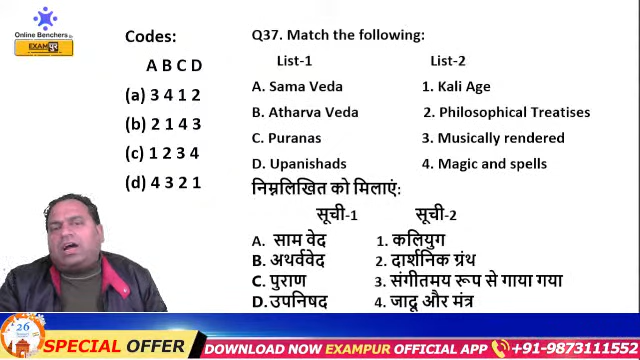 Online Benchers
EXAMपुर
Codes:
A B C D
(a) 3 4 1 2
(b) 2 1 4 3
(c) 1 2 3 4
(d) 4 3 2 1
Q37. Match the following:
List-1 List-2
A. Sama Veda 1. Kali Age
B. Atharva Veda 2. Philosophical Treatises
C. Puranas 3. Musically rendered
D. Upanishads 4. Magic and spells
निम्नलिखित को मिलाएं:
सूची-1 सूची-2
A. साम वेद 1. कलियुग
B. अथर्ववेद 2. दार्शनिक ग्रंथ
C. पुराण 3. संगीतमय रूप से गाया गया
D. उपनिषद 4. जादू और मंत्र
26
SPECIAL OFFER DOWNLOAD NOW EXAMPUR OFFICIAL APP +91-9873111552